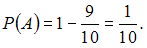 P(A) = 1 - 9/10 = 1/10.